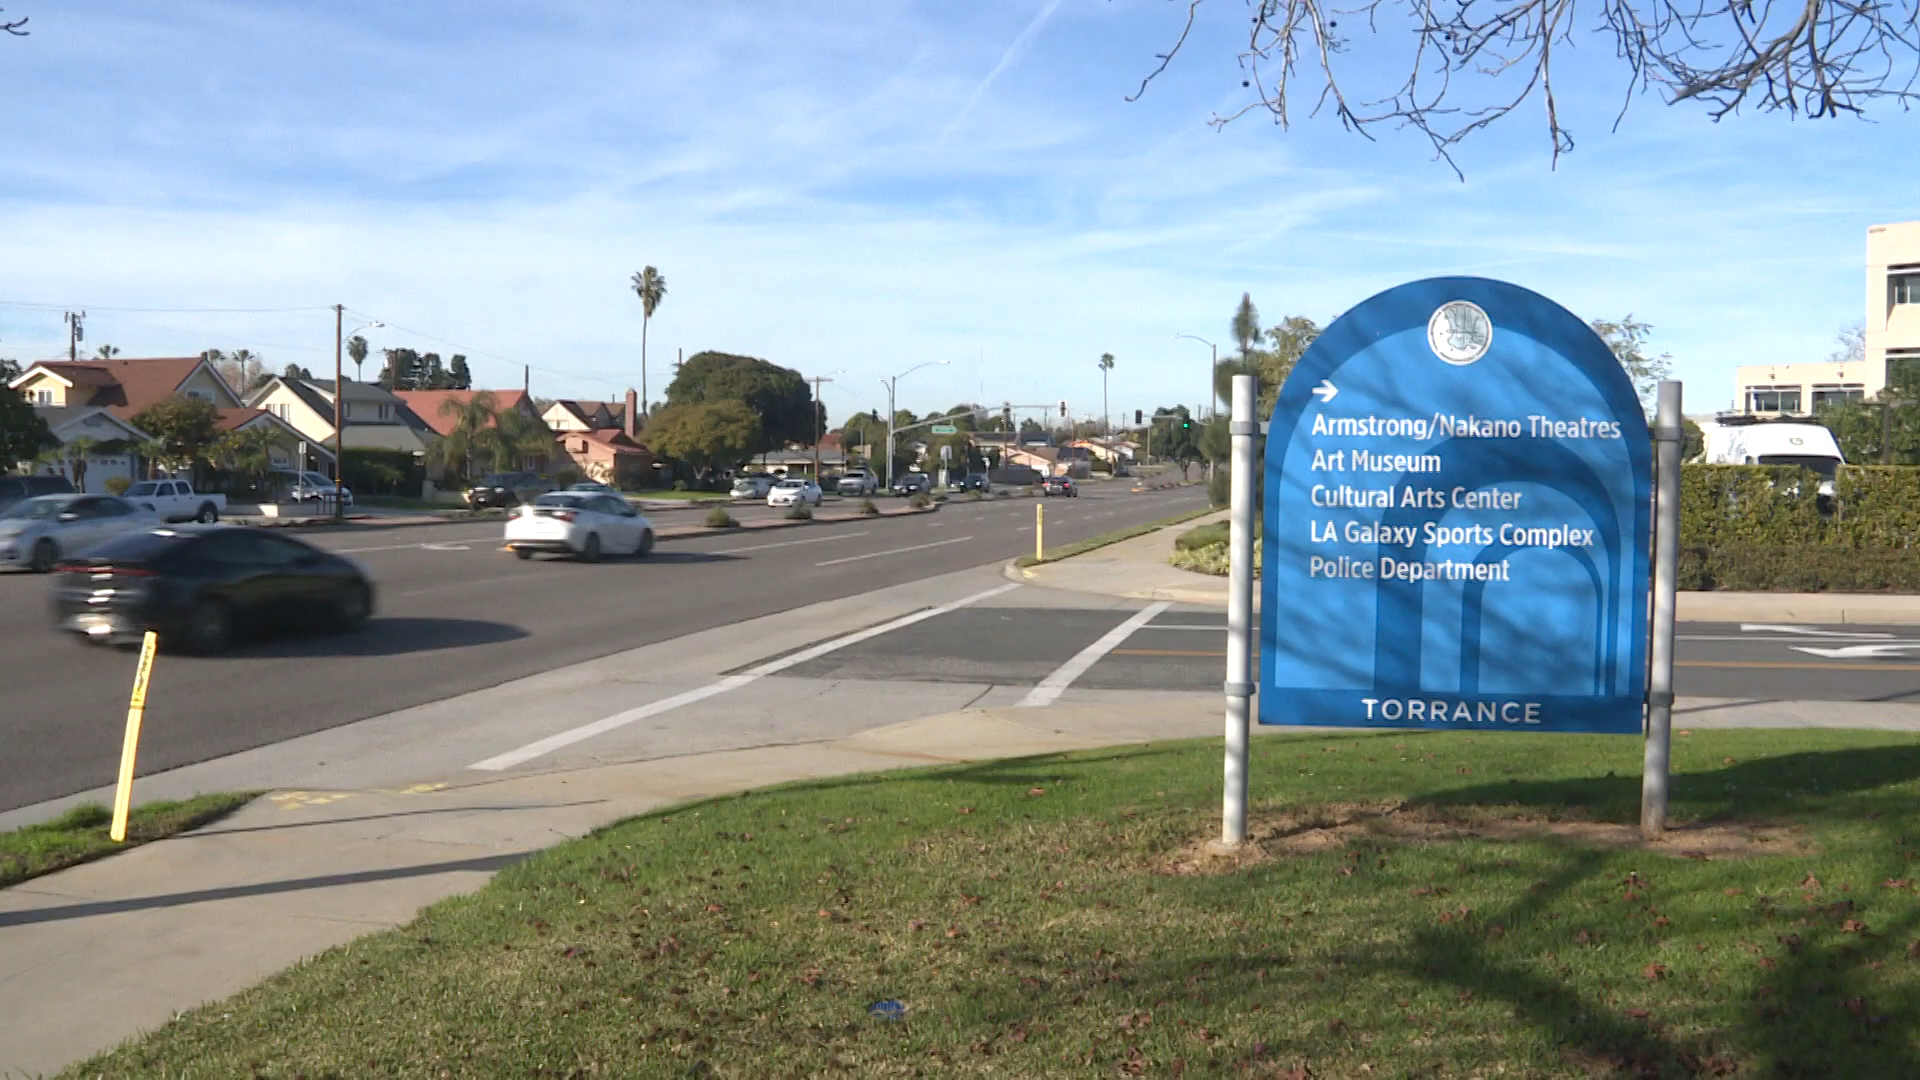 →
Armstrong/Nakano Theatres
Art Museum
Cultural Arts Center
LA Galaxy Sports Complex
Police Department
TORRANCE